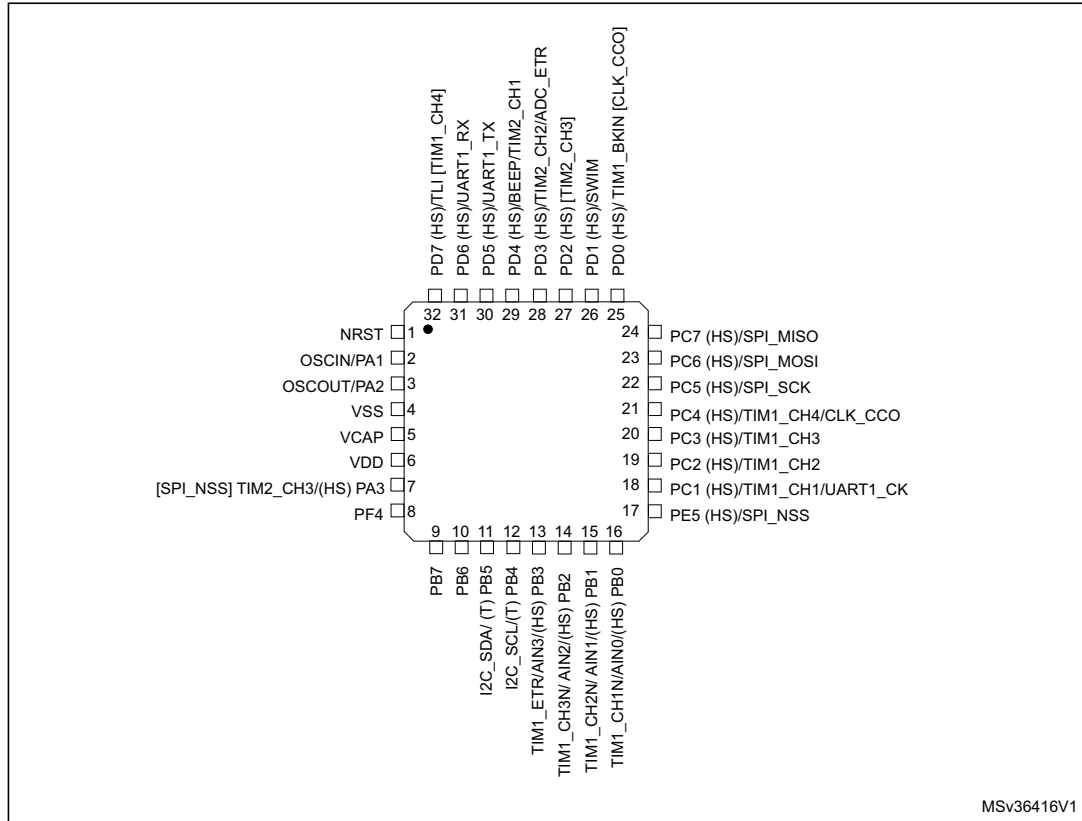 PD7 (HS)/TLI [TIM1_CH4]
PD6 (HS)/UART1_RX
PD5 (HS)/UART1_TX
PD4 (HS)/BEEP/TIM2_CH1
PD3 (HS)/TIM2_CH2/ADC_ETR
PD2 (HS) [TIM2_CH3]
PD1 (HS)/SWIM
PD0 (HS)/ TIM1_BKIN [CLK_CCO]
32 31 30 29 28 27 26 25
NRST 1
OSCIN/PA1 2
OSCOUT/PA2 3
VSS 4
VCAP 5
VDD 6
[SPI_NSS] TIM2_CH3/(HS) PA3 7
PF4 8
24 PC7 (HS)/SPI_MISO
23 PC6 (HS)/SPI_MOSI
22 PC5 (HS)/SPI_SCK
21 PC4 (HS)/TIM1_CH4/CLK_CCO
20 PC3 (HS)/TIM1_CH3
19 PC2 (HS)/TIM1_CH2
18 PC1 (HS)/TIM1_CH1/UART1_CK
17 PE5 (HS)/SPI_NSS
9 10 11 12 13 14 15 16
PB7
PB6
I2C_SDA/ (T) PB5
I2C_SCL/(T) PB4
TIM1_ETR/AIN3/(HS) PB3
TIM1_CH3N/ AIN2/(HS) PB2
TIM1_CH2N/ AIN1/(HS) PB1
TIM1_CH1N/AIN0/(HS) PB0
MSv36416V1